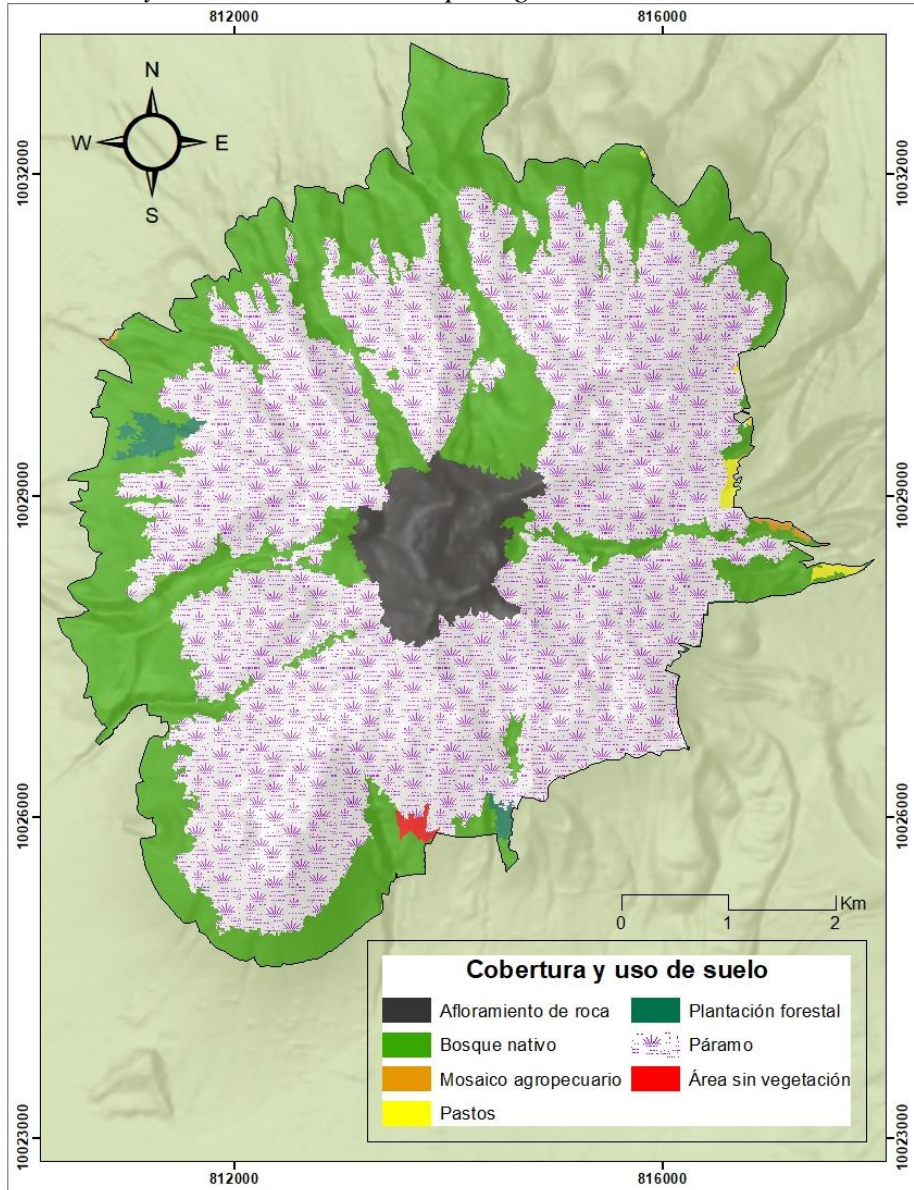 812000 816000
N
W E
S
10032000 10032000
10029000 10029000
10026000 10026000
Km
0 1 2
Cobertura y uso de suelo
Afloramiento de roca Plantación forestal
Bosque nativo Páramo
Mosaico agropecuario Área sin vegetación
Pastos
10023000 10023000
812000 816000